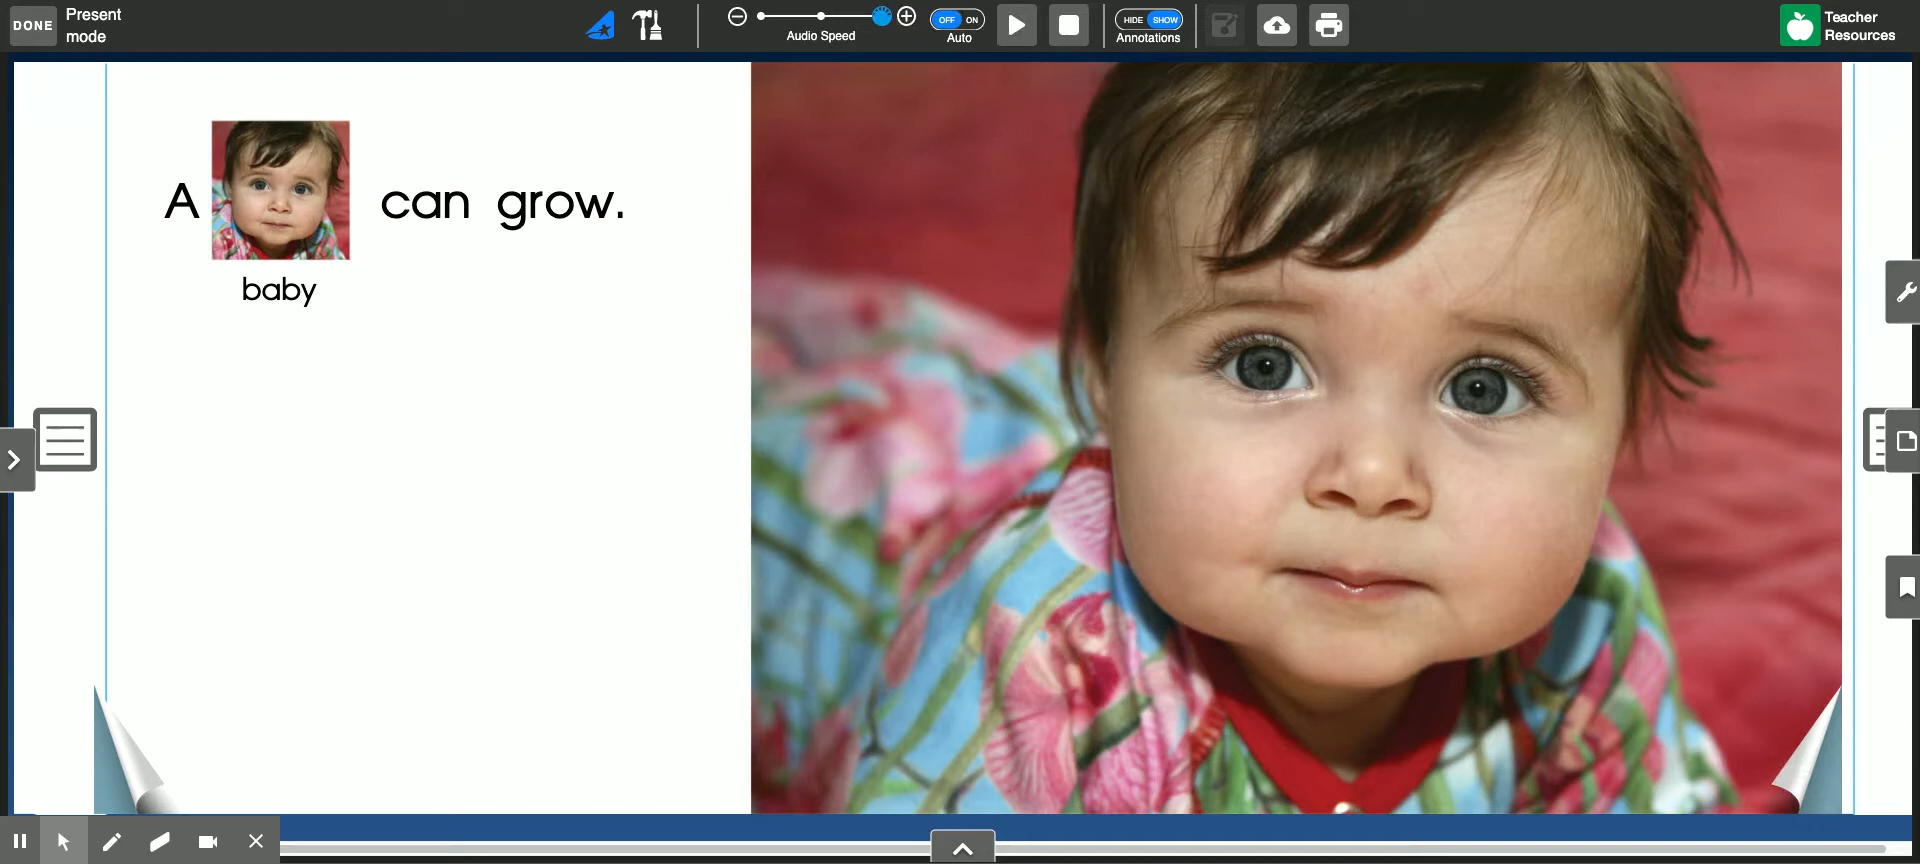 DONE
Present
mode
Audio Speed
OFF ON
Auto
HIDE SHOW
Annotations
Teacher
Resources
A can grow.
baby